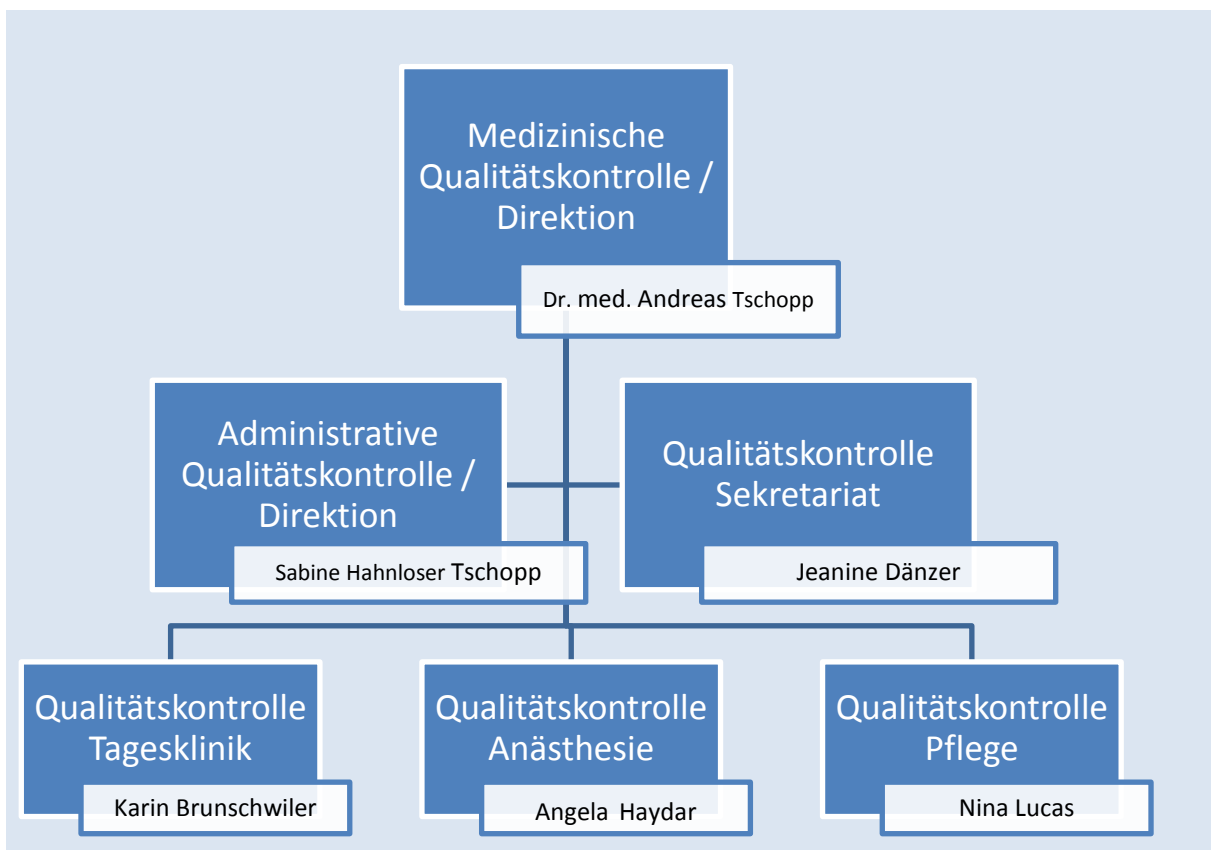 Medizinische
Qualitätskontrolle /
Direktion
Dr. med. Andreas Tschopp
Administrative
Qualitätskontrolle /
Direktion
Sabine Hahnloser Tschopp
Qualitätskontrolle
Sekretariat
Jeanine Dänzer
Qualitätskontrolle
Tagesklinik
Karin Brunschwiler
Qualitätskontrolle
Anästhesie
Angela Haydar
Qualitätskontrolle
Pflege
Nina Lucas